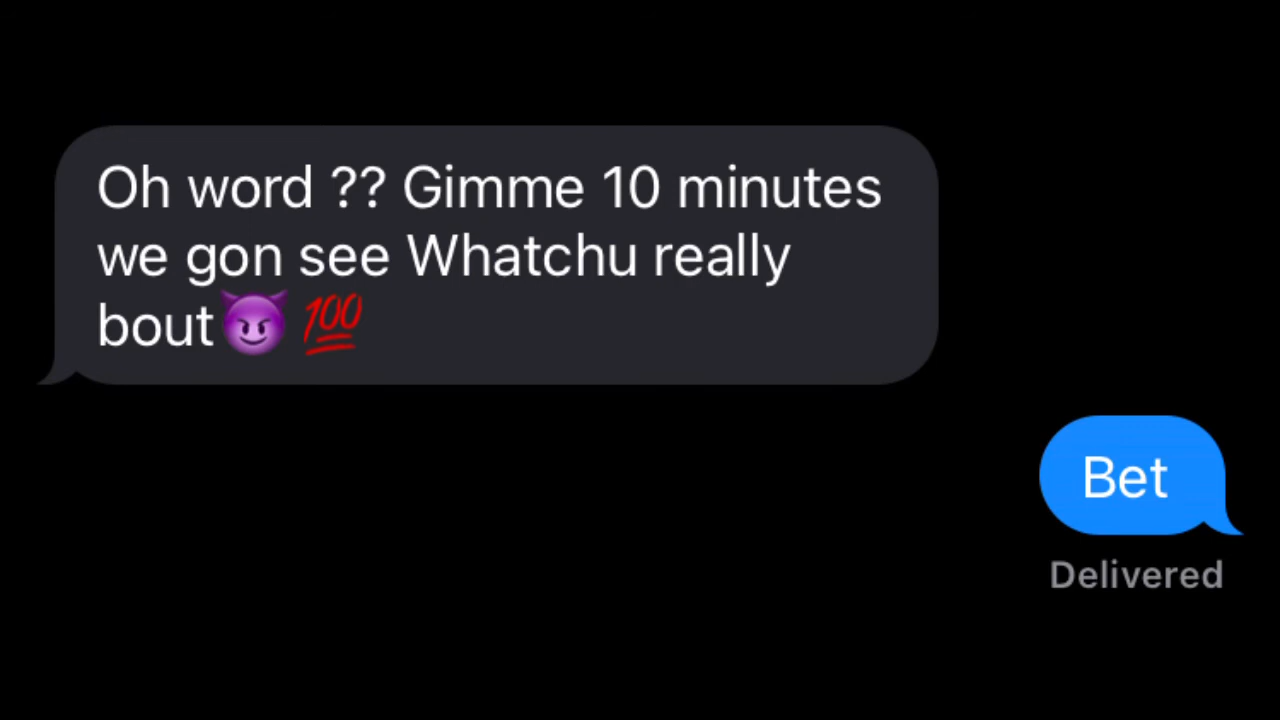 Oh word ?? Gimme 10 minutes
we gon see Whatchu really
bout😈 💯
Bet
Delivered